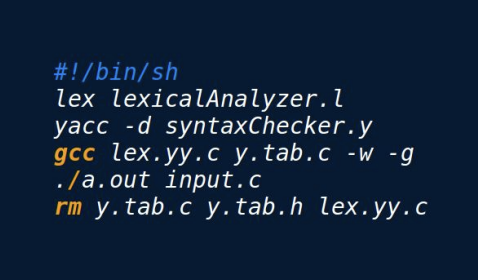 #!/bin/sh
lex lexicalAnalyzer.l
yacc -d syntaxChecker.y
gcc lex.yy.c y.tab.c -w -g
./a.out input.c
rm y.tab.c y.tab.h lex.yy.c